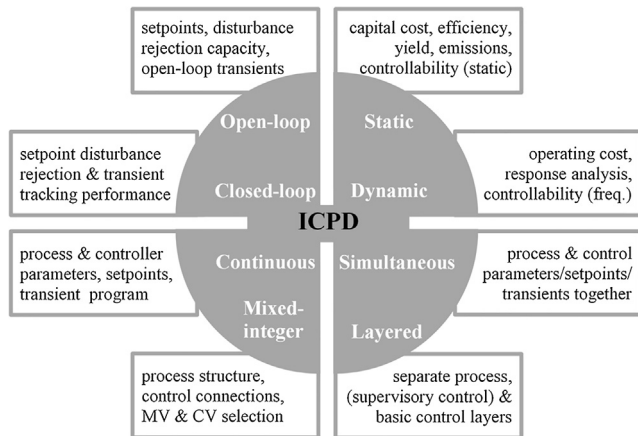 setpoints, disturbance
rejection capacity,
open-loop transients
capital cost, efficiency,
yield, emissions,
controllability (static)
Open-loop
Static
setpoint disturbance
rejection & transient
tracking performance
operating cost,
response analysis,
controllability (freq.)
Closed-loop
Dynamic
ICPD
process & controller
parameters, setpoints,
transient program
Continuous
Simultaneous
process & control
parameters/setpoints/
transients together
Mixed-
integer
Layered
process structure,
control connections,
MV & CV selection
separate process,
(supervisory control) &
basic control layers